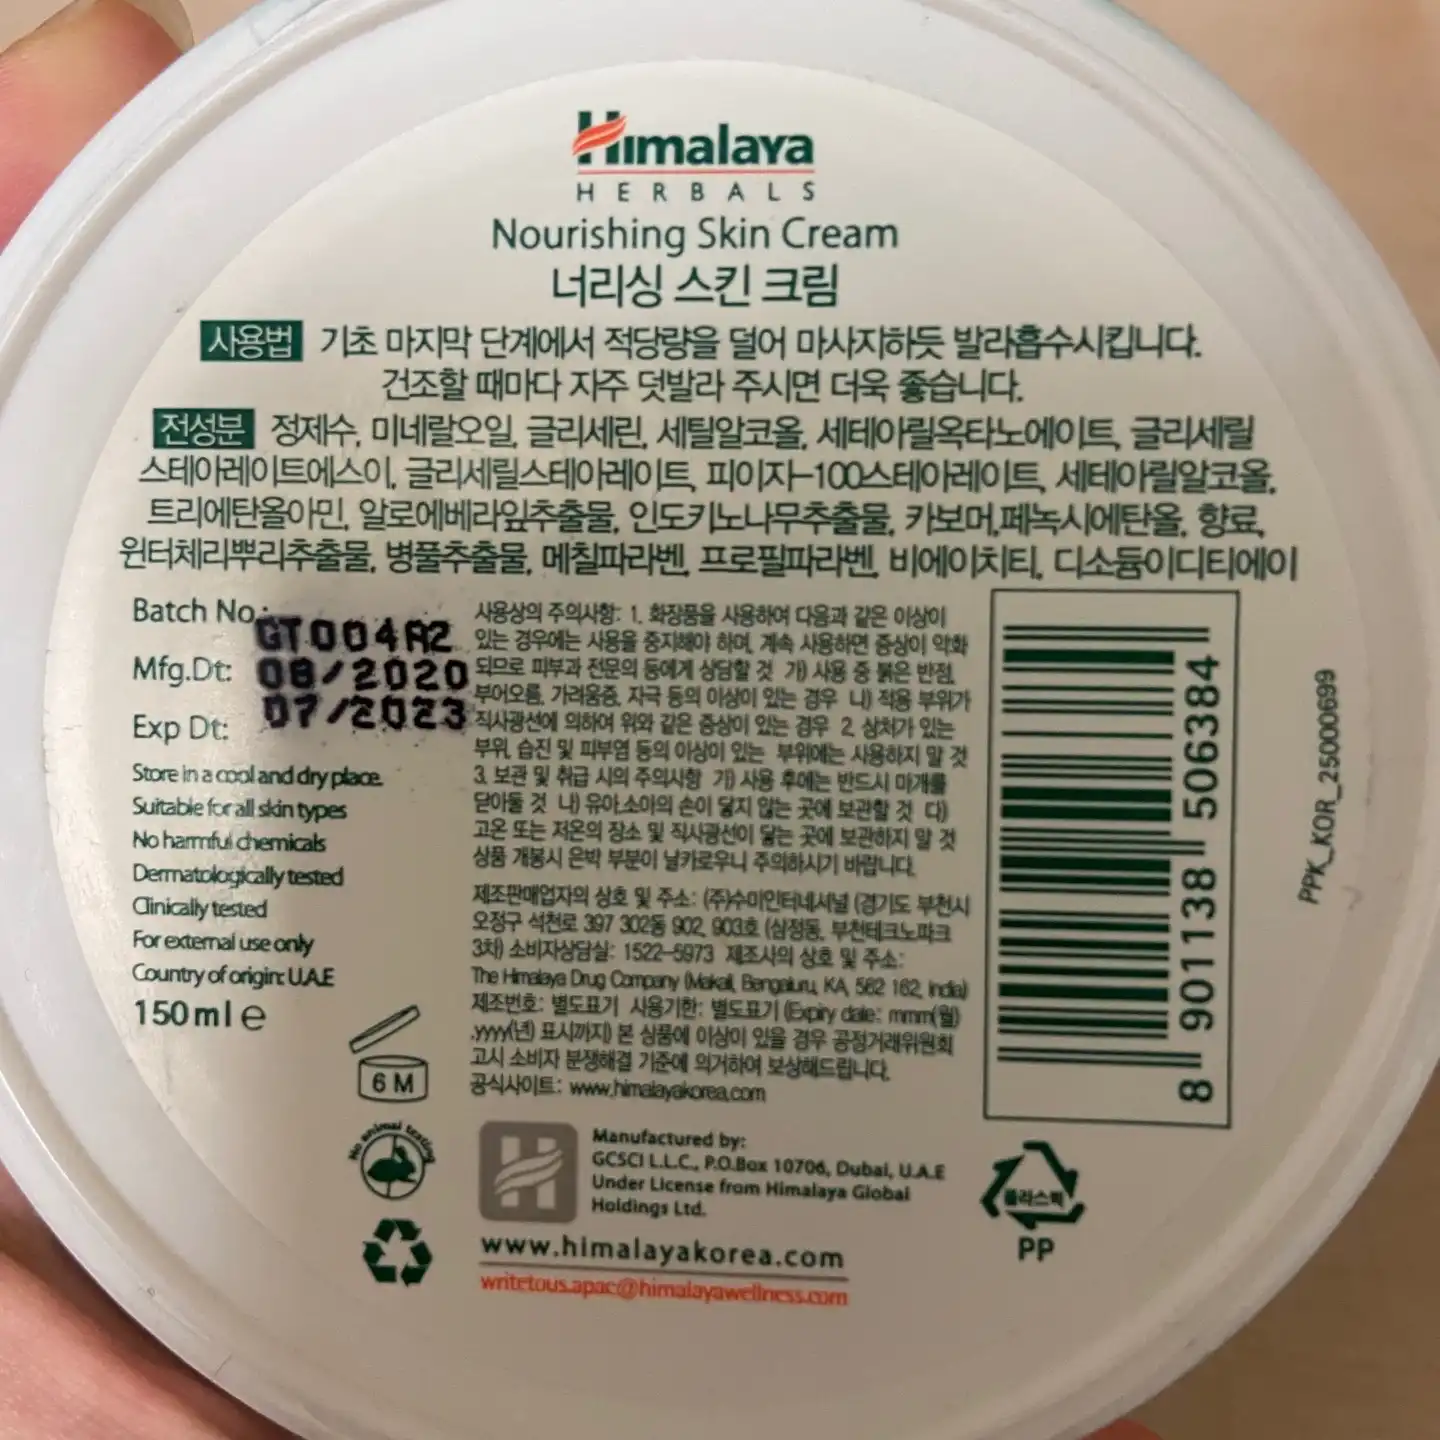 Himalaya
HERBALS
Nourishing Skin Cream
너리싱 스킨 크림
사용법 기초 마지막 단계에서 적당량을 덜어 마사지하듯 발라흡수시킵니다.
건조할 때마다 자주 덧발라 주시면 더욱 좋습니다.
전성분 정제수, 미네랄오일, 글리세린, 세틸알코올, 세테아릴옥타노에이트, 글리세릴
스테아레이트에스이, 글리세릴스테아레이트, 피이지-100스테아레이트, 세테아릴알코올,
트리에탄올아민, 알로에베라잎추출물, 인도키노나무추출물, 카보머,페녹시에탄올, 향료,
윈터체리뿌리추출물, 병풀추출물, 메칠파라벤, 프로필파라벤, 비에이치티, 디소듐이디티에이
Batch No.: GT004A2
Mfg.Dt: 08/2020
Exp Dt: 07/2023
Store in a cool and dry place.
Suitable for all skin types
No harmful chemicals
Dermatologically tested
Clinically tested
For external use only
Country of origin: U.A.E
150ml e
6 M
No animal testing
사용상의 주의사항: 1. 화장품을 사용하여 다음과 같은 이상이
있는 경우에는 사용을 중지해야 하며, 계속 사용하면 증상이 악화
되므로 피부과 전문의 등에게 상담할 것 가) 사용 중 붉은 반점,
부어오름, 가려움증, 자극 등의 이상이 있는 경우 나) 적용 부위가
직사광선에 의하여 위와 같은 증상이 있는 경우 2. 상처가 있는
부위, 습진 및 피부염 등의 이상이 있는 부위에는 사용하지 말 것
3. 보관 및 취급 시의 주의사항 가) 사용 후에는 반드시 마개를
닫아둘 것 나) 유아.소아의 손이 닿지 않는 곳에 보관할 것 다)
고온 또는 저온의 장소 및 직사광선이 닿는 곳에 보관하지 말 것
상품 개봉시 은박 부분이 날카로우니 주의하시기 바랍니다.
제조판매업자의 상호 및 주소: (주)수미인터네셔널 (경기도 부천시
오정구 석천로 397 302동 902, 903호 (삼정동, 부천테크노파크
3차) 소비자상담실: 1522-5973 제조사의 상호 및 주소:
The Himalaya Drug Company (Makali, Bengaluru, KA, 562 162, India)
제조번호: 별도표기 사용기한: 별도표기 (Expiry date: mmm(월)
.yyyy(년) 표시까지) 본 상품에 이상이 있을 경우 공정거래위원회
고시 소비자 분쟁해결 기준에 의거하여 보상해드립니다.
공식사이트: www.himalayakorea.com
Manufactured by:
GCSCI L.L.C., P.O.Box 10706, Dubai, U.A.E
Under License from Himalaya Global
Holdings Ltd.
www.himalayakorea.com
writetous.apac@himalayawellness.com
8 901138 506384
PPK_KOR_25000699
플라스틱
PP